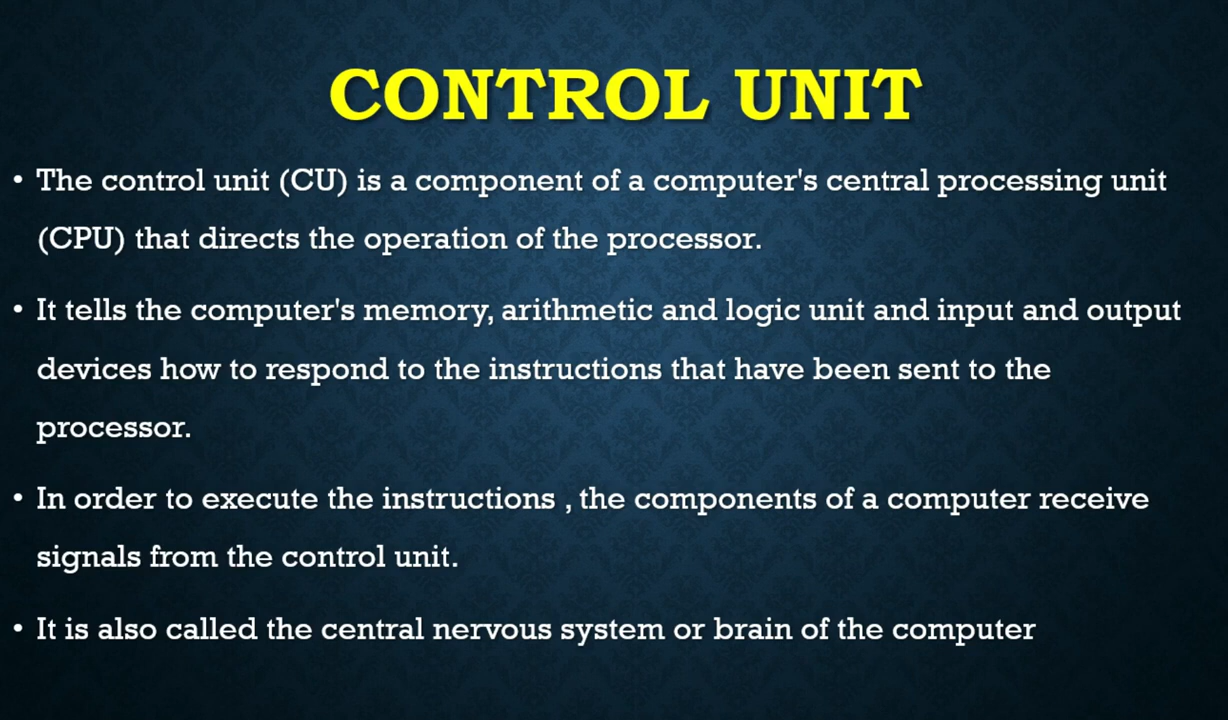 CONTROL UNIT
• The control unit (CU) is a component of a computer's central processing unit
(CPU) that directs the operation of the processor.
• It tells the computer's memory, arithmetic and logic unit and input and output
devices how to respond to the instructions that have been sent to the
processor.
• In order to execute the instructions , the components of a computer receive
signals from the control unit.
• It is also called the central nervous system or brain of the computer